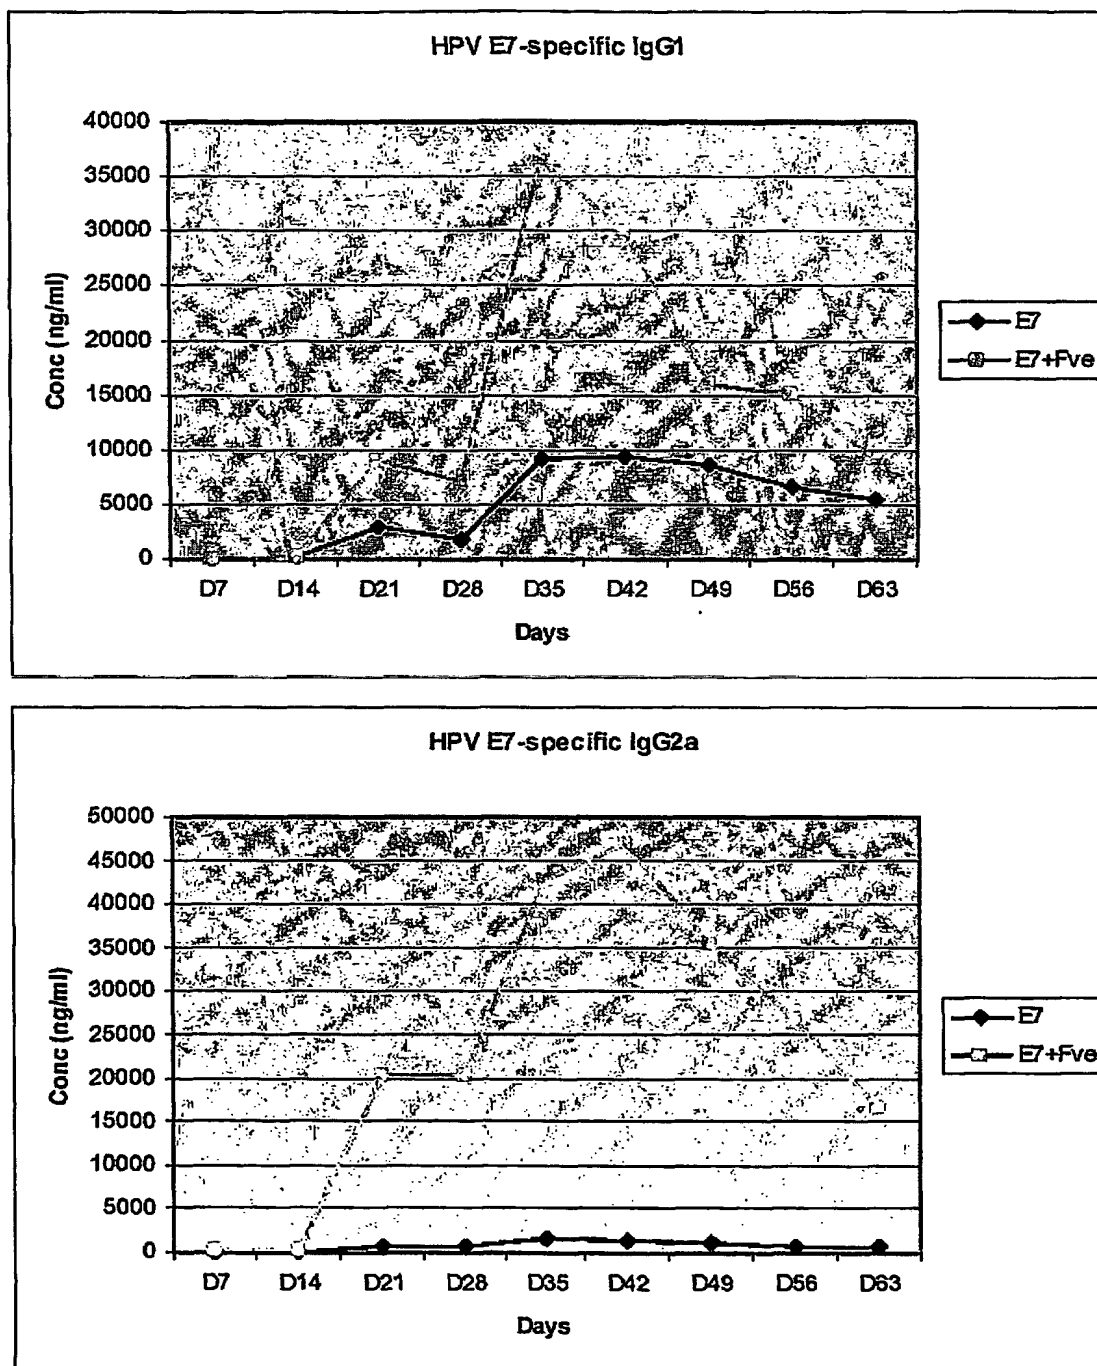 HPV E7-specific IgG1
40000
35000
30000
25000
20000
15000
10000
5000
0
Conc (ng/ml)
D7 D14 D21 D28 D35 D42 D49 D56 D63
Days
E7
E7+Fve
HPV E7-specific IgG2a
50000
45000
40000
35000
30000
25000
20000
15000
10000
5000
0
Conc (ng/ml)
D7 D14 D21 D28 D35 D42 D49 D56 D63
Days
E7
E7+Fve